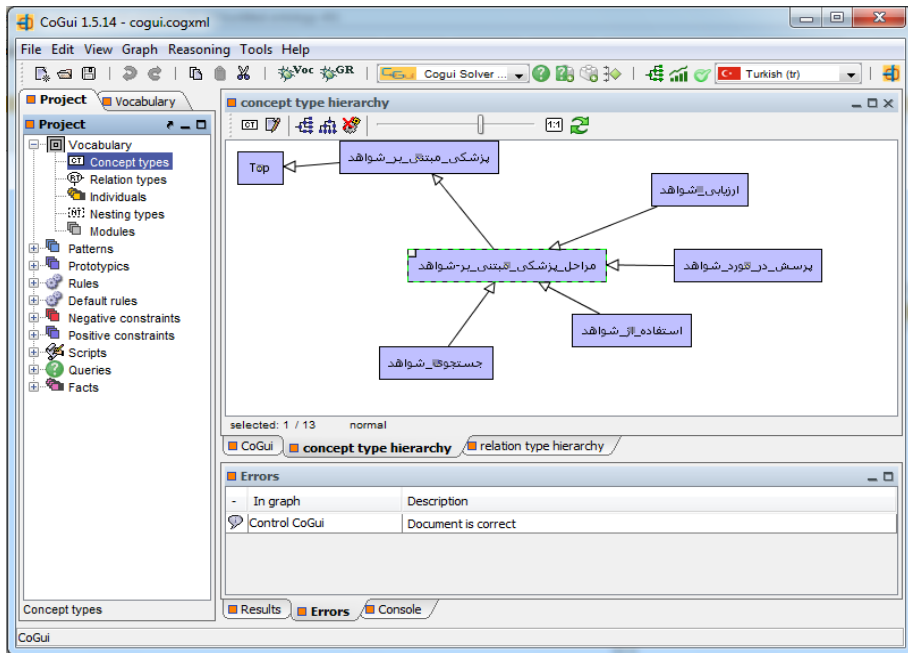 CoGui 1.5.14 - cogui.cogxml
File Edit View Graph Reasoning Tools Help
Voc GR Cogui Solver ... Turkish (tr)
Project Vocabulary
Project
Vocabulary
Concept types
Relation types
Individuals
Nesting types
Modules
Patterns
Prototypics
Rules
Default rules
Negative constraints
Positive constraints
Scripts
Queries
Facts
Concept types
concept type hierarchy
CT 1:1
Top
پزشکی_مبتنی_بر_شواهد
ارزیابی_شواهد
مراحل_پزشکی_مبتنی_بر-شواهد
پرسش_در_مورد_شواهد
استفاده_از_شواهد
جستجوی_شواهد
selected: 1 / 13 normal
CoGui concept type hierarchy relation type hierarchy
Errors
- In graph Description
Control CoGui Document is correct
Results Errors Console
CoGui